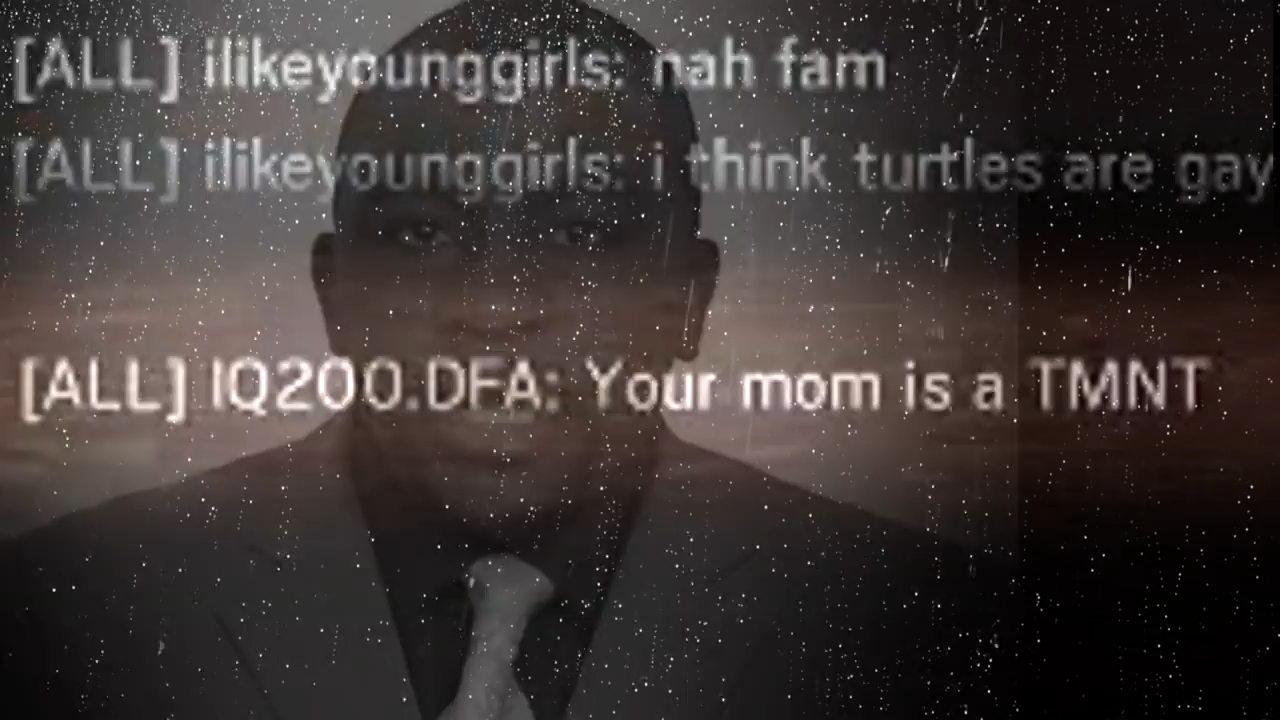 [ALL] ilikeyounggirls: nah fam
[ALL] ilikeyounggirls: i think turtles are gay
[ALL] IQ200.DFA: Your mom is a TMNT